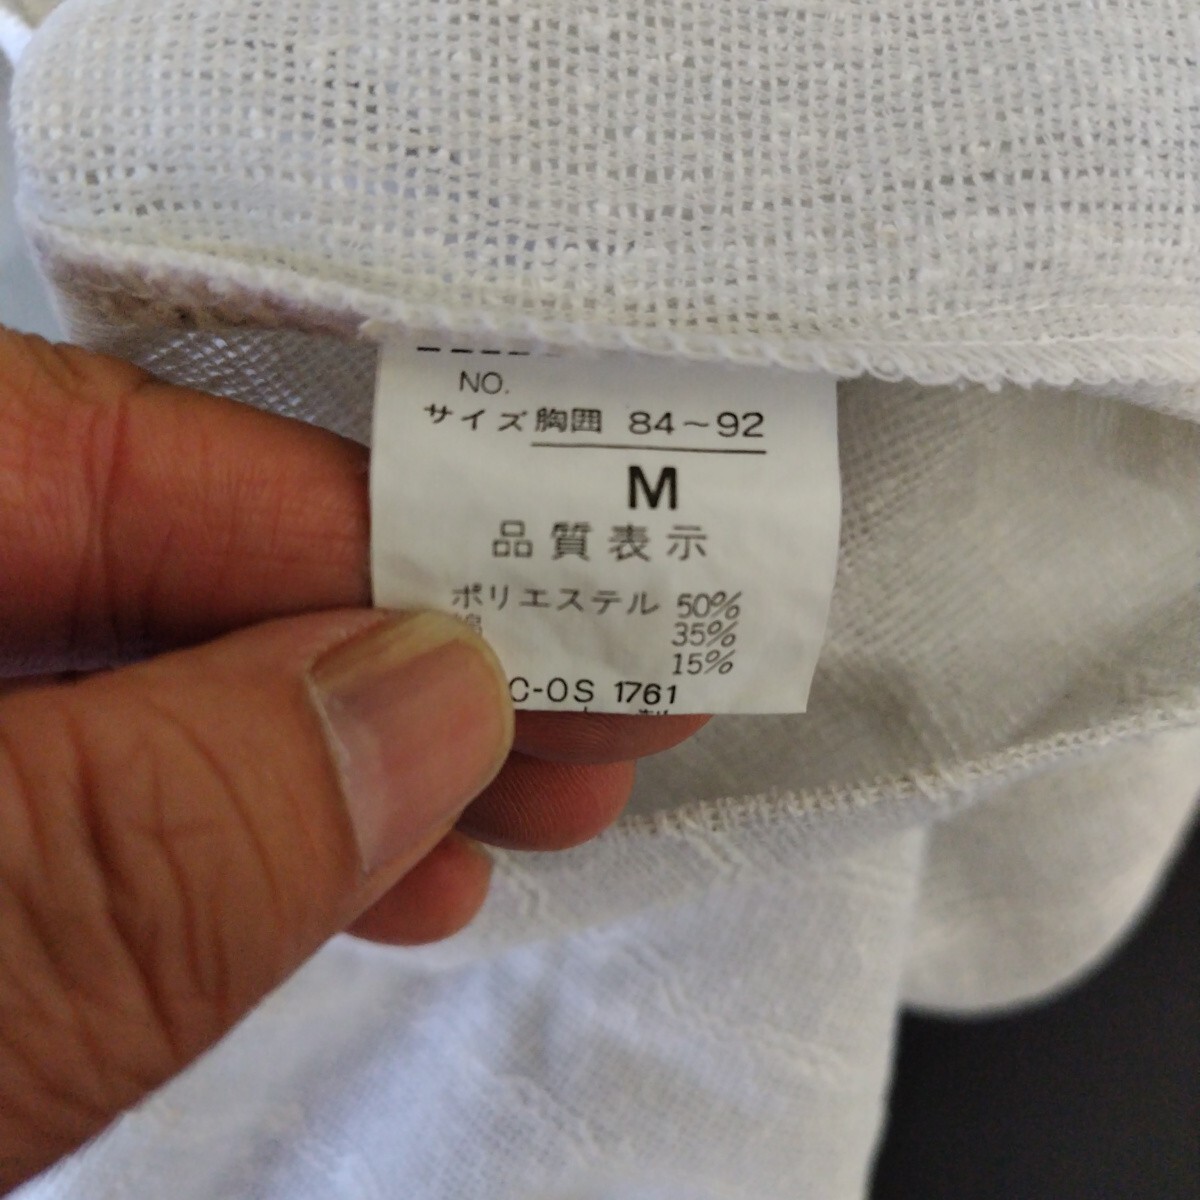 NO.
サイズ 胸囲 84～92
M
品質表示
ポリエステル 50%
綿 35%
15%
C-OS 1761